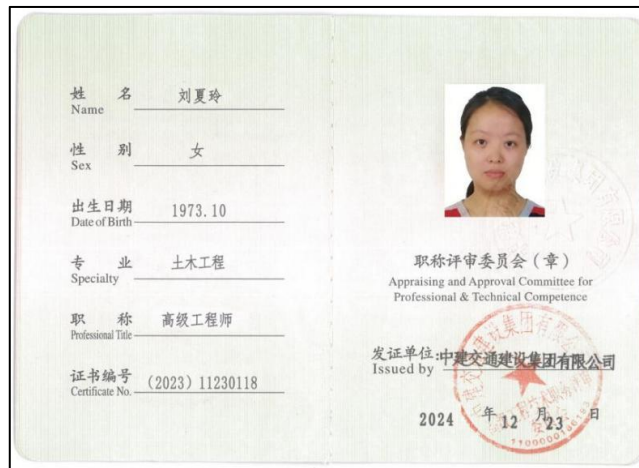 姓 名 刘夏玲
Name
性 别 女
Sex
出生日期 1973.10
Date of Birth
专 业 土木工程
Specialty
职 称 高级工程师
Professional Title
证书编号 (2023) 11230118
Certificate No.
职称评审委员会(章)
Appraising and Approval Committee for
Professional & Technical Competence
发证单位:中建交通建设集团有限公司
Issued by
2024 年 12 月 23 日